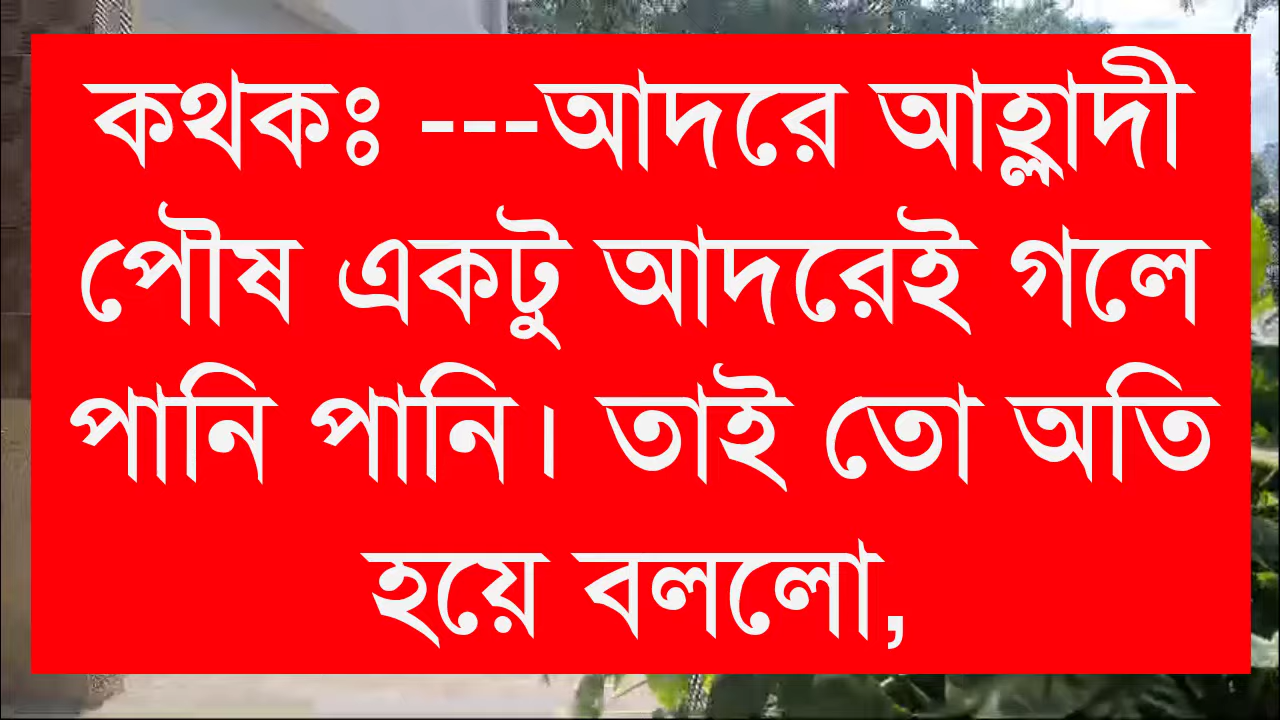 কথকঃ ---আদরে আহ্লাদী
পৌষ একটু আদরেই গলে
পানি পানি। তাই তো অতি
হয়ে বললো,